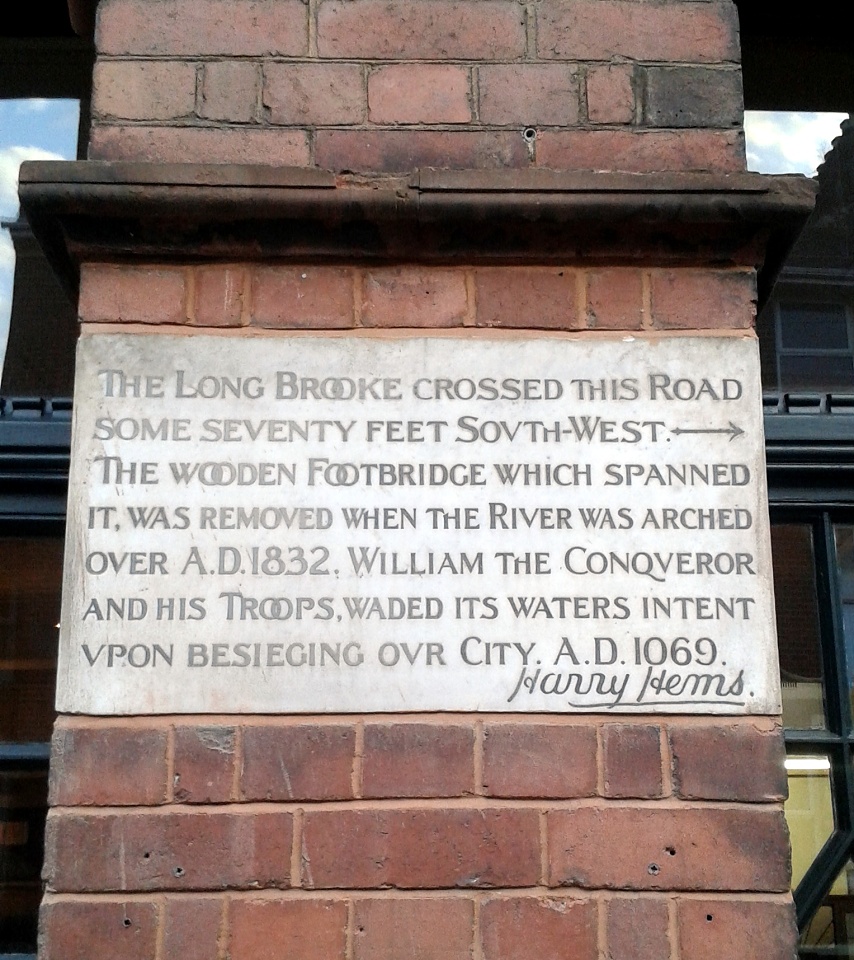 THE LONG BROOKE CROSSED THIS ROAD
SOME SEVENTY FEET SOVTH-WEST.
THE WOODEN FOOTBRIDGE WHICH SPANNED
IT, WAS REMOVED WHEN THE RIVER WAS ARCHED
OVER A.D.1832. WILLIAM THE CONQVEROR
AND HIS TROOPS, WADED ITS WATERS INTENT
VPON BESIEGING OVR CITY. A.D. 1069.
Harry Hems.